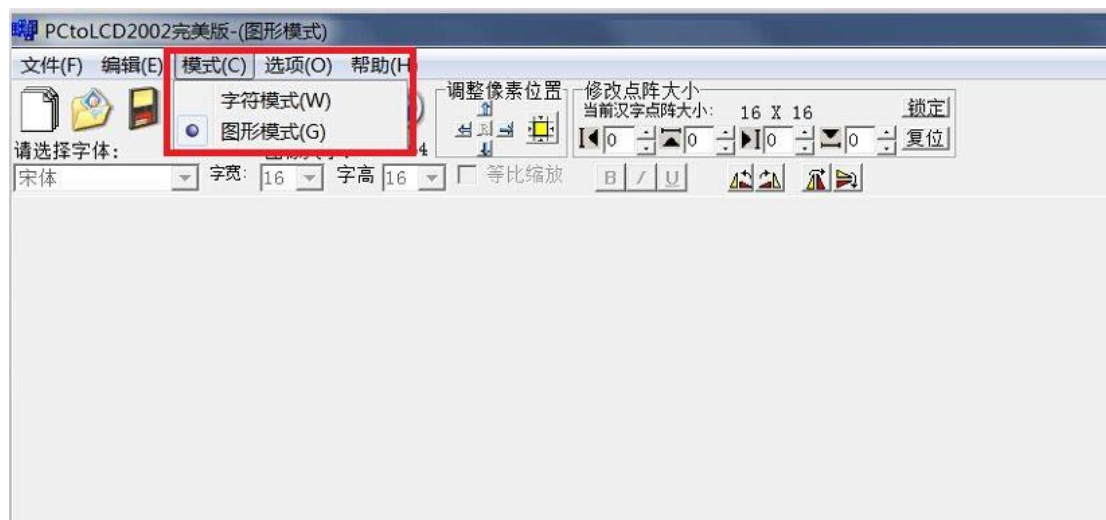 PCtoLCD2002完美版-(图形模式)
文件(F) 编辑(E) 模式(C) 选项(O) 帮助(H
字符模式(W)
图形模式(G)
调整像素位置
修改点阵大小
当前汉字点阵大小: 16 X 16 锁定
0 0 0 0 复位
请选择字体:
宋体 字宽: 16 字高 16 等比缩放 B I U